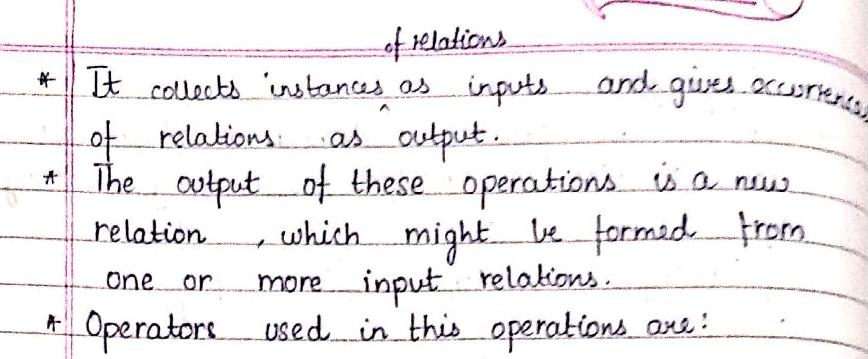 of relations
* It collects instances ^ as inputs and gives occurrences
of relations as output.
* The output of these operations is a new
relation, which might be formed from
one or more input relations.
* Operators used in this operations are: